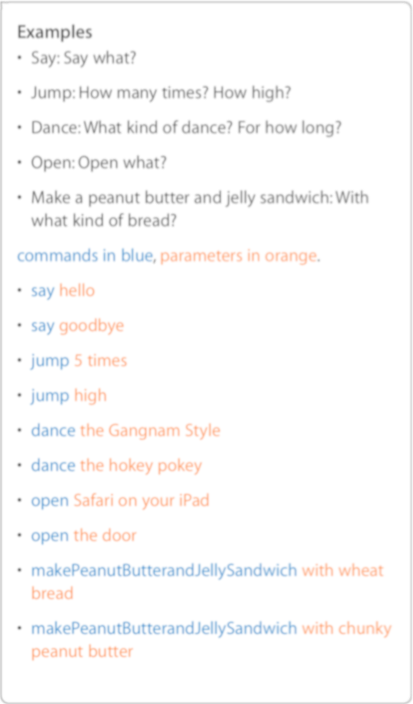 Examples
• Say: Say what?
• Jump: How many times? How high?
• Dance: What kind of dance? For how long?
• Open: Open what?
• Make a peanut butter and jelly sandwich: With
what kind of bread?
commands in blue, parameters in orange.
• say hello
• say goodbye
• jump 5 times
• jump high
• dance the Gangnam Style
• dance the hokey pokey
• open Safari on your iPad
• open the door
• makePeanutButterandJellySandwich with wheat
bread
• makePeanutButterandJellySandwich with chunky
peanut butter